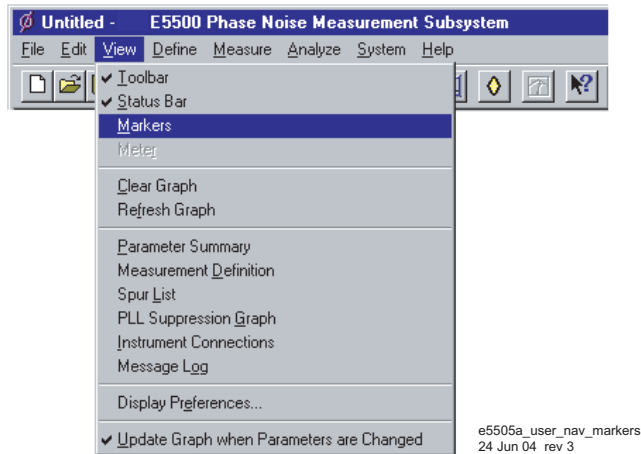 Untitled - E5500 Phase Noise Measurement Subsystem
File Edit View Define Measure Analyze System Help
✔ Toolbar
✔ Status Bar
Markers
Meter
Clear Graph
Refresh Graph
Parameter Summary
Measurement Definition
Spur List
PLL Suppression Graph
Instrument Connections
Message Log
Display Preferences...
✔ Update Graph when Parameters are Changed
e5505a_user_nav_markers
24 Jun 04 rev 3